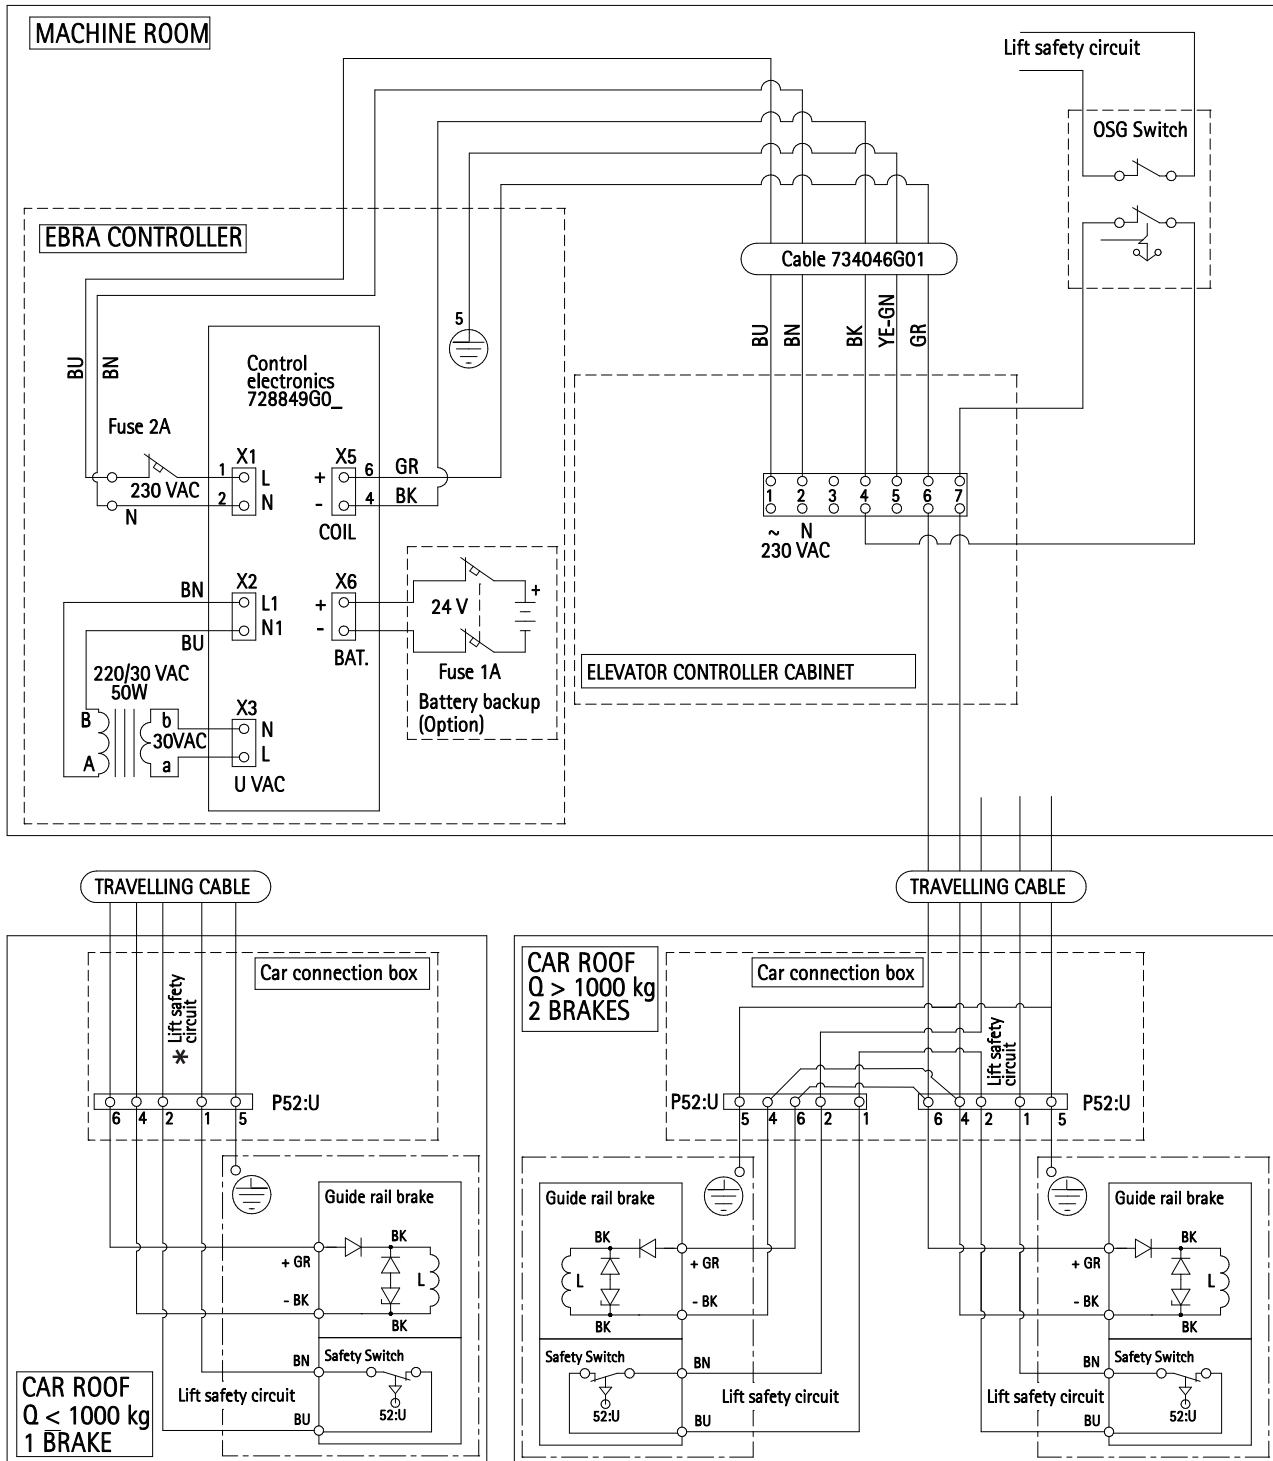 MACHINE ROOM
Lift safety circuit
OSG Switch
EBRA CONTROLLER
Cable 734046G01
BU
BN
BK
YE-GN
GR
5
BU
BN
Control
electronics
728849G0_
Fuse 2A
X1
1
L
230 VAC
2
N
N
X5
+
6
GR
-
4
BK
COIL
1
2
3
4
5
6
7
~
N
230 VAC
BN
X2
L1
N1
BU
X6
+
-
BAT.
24 V
+
Fuse 1A
Battery backup
(Option)
ELEVATOR CONTROLLER CABINET
220/30 VAC
50W
B
b
30VAC
A
a
X3
N
L
U VAC
TRAVELLING CABLE
TRAVELLING CABLE
Car connection box
* Lift safety
circuit
P52:U
6
4
2
1
5
Guide rail brake
BK
+ GR
L
- BK
BK
BN
Safety Switch
Lift safety circuit
52:U
BU
CAR ROOF
Q ≤ 1000 kg
1 BRAKE
CAR ROOF
Q > 1000 kg
2 BRAKES
Car connection box
Lift safety
circuit
P52:U
5
4
6
2
1
6
4
2
1
5
P52:U
Guide rail brake
BK
+ GR
L
- BK
BK
Safety Switch
BN
52:U
Lift safety circuit
BU
Guide rail brake
BK
+ GR
L
- BK
BK
BN
Safety Switch
Lift safety circuit
52:U
BU